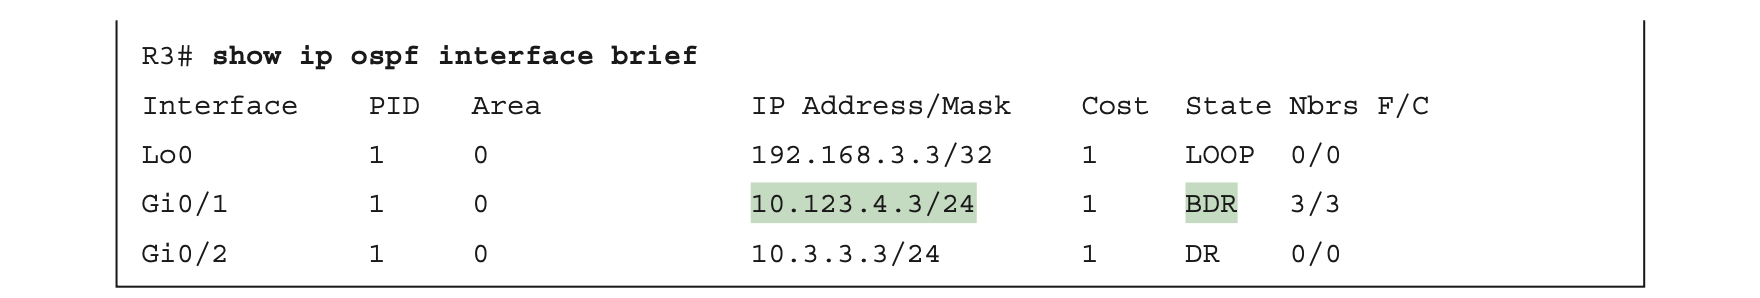 R3# show ip ospf interface brief
Interface PID Area IP Address/Mask Cost State Nbrs F/C
Lo0 1 0 192.168.3.3/32 1 LOOP 0/0
Gi0/1 1 0 10.123.4.3/24 1 BDR 3/3
Gi0/2 1 0 10.3.3.3/24 1 DR 0/0